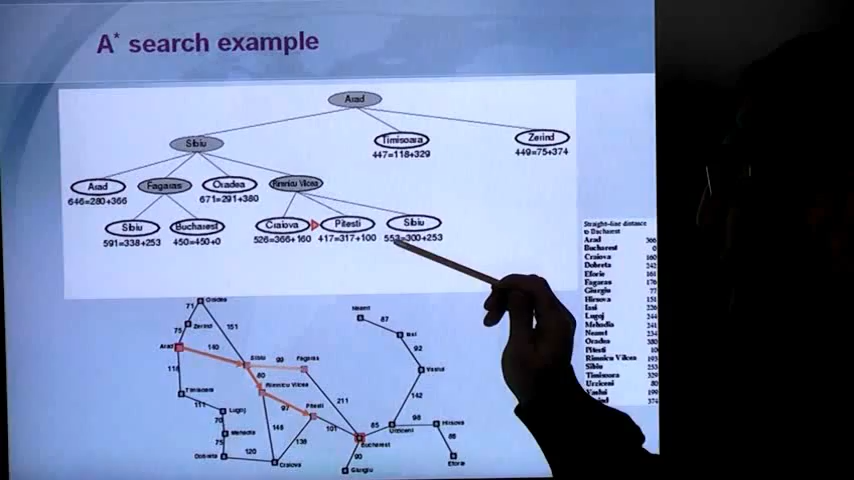 A* search example
Arad
Sibiu
Timisoara
447=118+329
Zerind
449=75+374
Arad
646=280+366
Fagaras
Oradea
671=291+380
Rimnicu Vilcea
Sibiu
591=338+253
Bucharest
450=450+0
Craiova
526=366+160
Pitesti
417=317+100
Sibiu
553=300+253
Straight-line distance
to Bucharest
Arad 366
Bucharest 0
Craiova 160
Dobreta 242
Eforie 161
Fagaras 176
Giurgiu 77
Hirsova 151
Iasi 226
Lugoj 244
Mehadia 241
Neamt 234
Oradea 380
Pitesti 10
Rimnicu Vilcea 193
Sibiu 253
Timisoara 329
Urziceni 80
Vaslui 199
374
Oradea
71
Zerind
151
75
Arad
140
Sibiu
99
Fagaras
80
Rimnicu Vilcea
118
Timisoara
111
Lugoj
70
Mehadia
75
Dobreta
120
Craiova
146
97
Pitesti
138
101
211
Bucharest
90
Giurgiu
85
Urziceni
98
Hirsova
86
Eforie
142
Vaslui
92
Iasi
87
Neamt